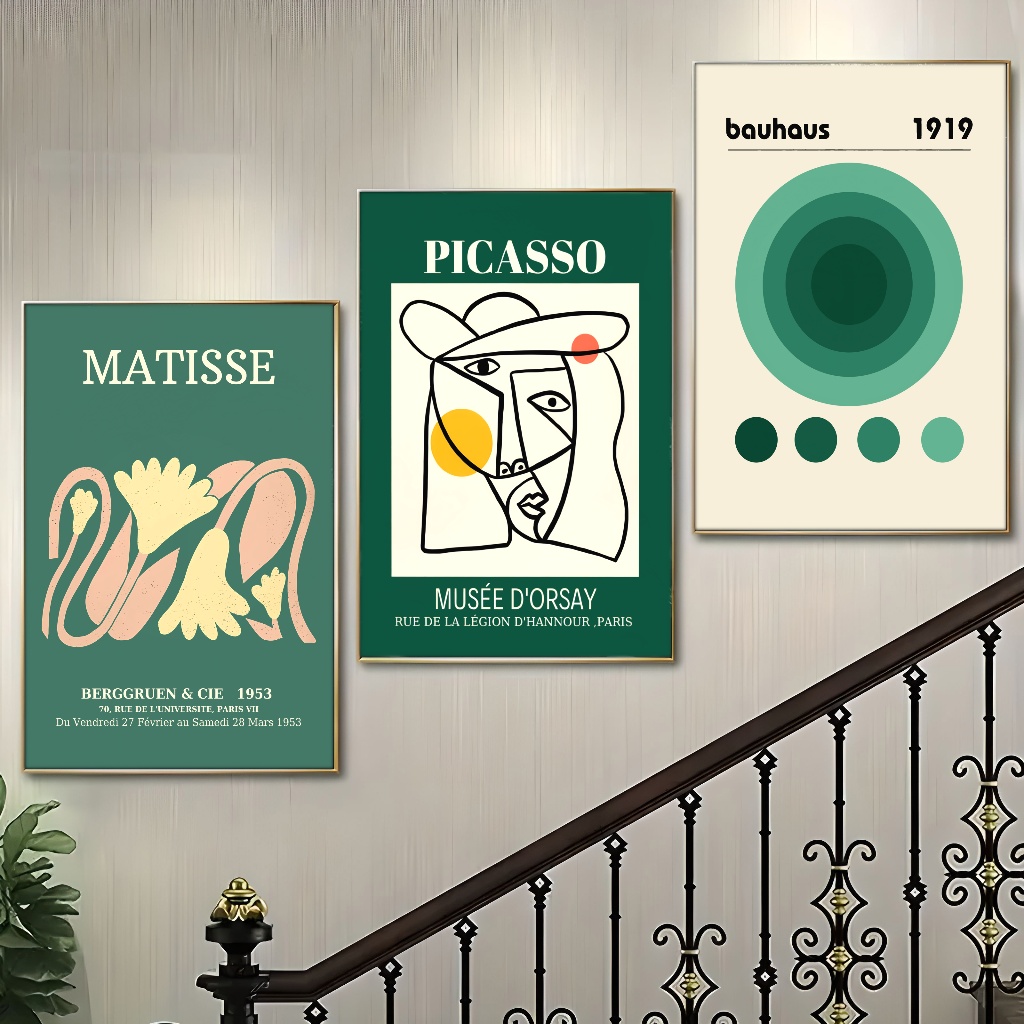 MATISSE
BERGGRUEN & CIE 1953
70, RUE DE L'UNIVERSITE, PARIS VII
Du Vendredi 27 Février au Samedi 28 Mars 1953
PICASSO
MUSÉE D'ORSAY
RUE DE LA LÉGION D'HANNOUR ,PARIS
bauhaus 1919